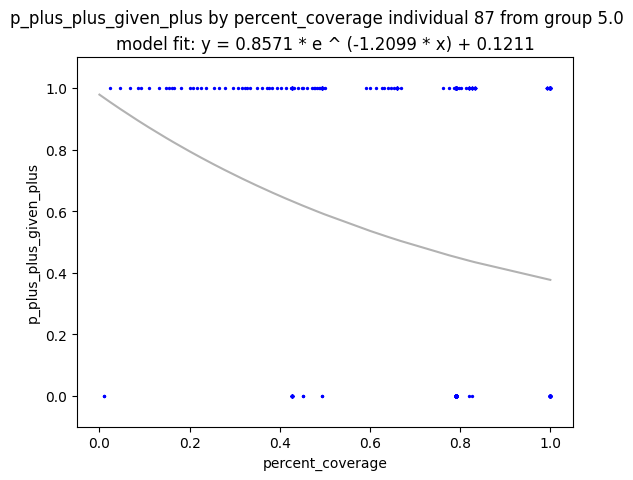 p_plus_plus_given_plus by percent_coverage individual 87 from group 5.0
model fit: y = 0.8571 * e ^ (-1.2099 * x) + 0.1211
p_plus_plus_given_plus
1.0
0.8
0.6
0.4
0.2
0.0
0.0 0.2 0.4 0.6 0.8 1.0
percent_coverage